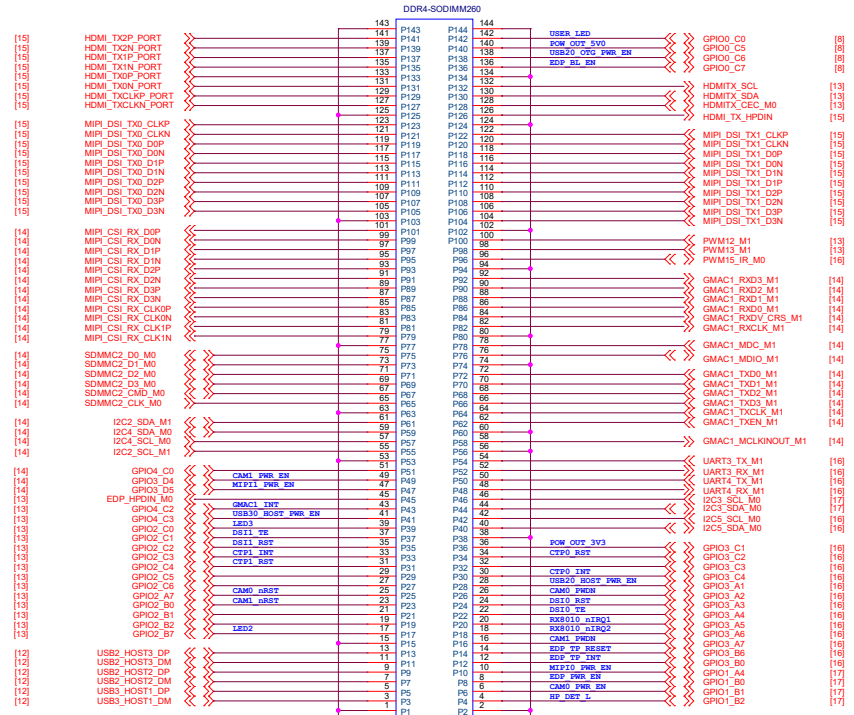 DDR4-SODIMM260
143 P143 P144 144
[15] HDMI_TX2P_PORT 141 P141 P142 142 USER_LED GPIO0_C0 [8]
[15] HDMI_TX2N_PORT 139 P139 P140 140 POW_OUT_5V0 GPIO0_C5 [8]
[15] HDMI_TX1P_PORT 137 P137 P138 138 USB20_OTG_PWR_EN GPIO0_C6 [8]
[15] HDMI_TX1N_PORT 135 P135 P136 136 EDP_BL_EN GPIO0_C7 [8]
[15] HDMI_TX0P_PORT 133 P133 P134 134
[15] HDMI_TX0N_PORT 131 P131 P132 132 HDMITX_SCL [13]
[15] HDMI_TXCLKP_PORT 129 P129 P130 130 HDMITX_SDA [13]
[15] HDMI_TXCLKN_PORT 127 P127 P128 128 HDMITX_CEC_M0 [13]
125 P125 P126 126 HDMI_TX_HPDIN [15]
[15] MIPI_DSI_TX0_CLKP 123 P123 P124 124
[15] MIPI_DSI_TX0_CLKN 121 P121 P122 122 MIPI_DSI_TX1_CLKP [15]
[15] MIPI_DSI_TX0_D0P 119 P119 P120 120 MIPI_DSI_TX1_CLKN [15]
[15] MIPI_DSI_TX0_D0N 117 P117 P118 118 MIPI_DSI_TX1_D0P [15]
[15] MIPI_DSI_TX0_D1P 115 P115 P116 116 MIPI_DSI_TX1_D0N [15]
[15] MIPI_DSI_TX0_D1N 113 P113 P114 114 MIPI_DSI_TX1_D1N [15]
[15] MIPI_DSI_TX0_D2P 111 P111 P112 112 MIPI_DSI_TX1_D1P [15]
[15] MIPI_DSI_TX0_D2N 109 P109 P110 110 MIPI_DSI_TX1_D2P [15]
[15] MIPI_DSI_TX0_D3P 107 P107 P108 108 MIPI_DSI_TX1_D2N [15]
[15] MIPI_DSI_TX0_D3N 105 P105 P106 106 MIPI_DSI_TX1_D3P [15]
103 P103 P104 104 MIPI_DSI_TX1_D3N [15]
[14] MIPI_CSI_RX_D0P 101 P101 P102 102
[14] MIPI_CSI_RX_D0N 99 P99 P100 100 PWM12_M1 [13]
[14] MIPI_CSI_RX_D1P 97 P97 P98 98 PWM13_M1 [13]
[14] MIPI_CSI_RX_D1N 95 P95 P96 96 PWM15_IR_M0 [16]
[14] MIPI_CSI_RX_D2P 93 P93 P94 94
[14] MIPI_CSI_RX_D2N 91 P91 P92 92 GMAC1_RXD3_M1 [14]
[14] MIPI_CSI_RX_D3P 89 P89 P90 90 GMAC1_RXD2_M1 [14]
[14] MIPI_CSI_RX_D3N 87 P87 P88 88 GMAC1_RXD1_M1 [14]
[14] MIPI_CSI_RX_CLK0P 85 P85 P86 86 GMAC1_RXD0_M1 [14]
[14] MIPI_CSI_RX_CLK0N 83 P83 P84 84 GMAC1_RXDV_CRS_M1 [14]
[14] MIPI_CSI_RX_CLK1P 81 P81 P82 82 GMAC1_RXCLK_M1 [14]
[14] MIPI_CSI_RX_CLK1N 79 P79 P80 80
77 P77 P78 78 GMAC1_MDC_M1 [14]
[14] SDMMC2_D0_M0 75 P75 P76 76 GMAC1_MDIO_M1 [14]
[14] SDMMC2_D1_M0 73 P73 P74 74
[14] SDMMC2_D2_M0 71 P71 P72 72 GMAC1_TXD0_M1 [14]
[14] SDMMC2_D3_M0 69 P69 P70 70 GMAC1_TXD1_M1 [14]
[14] SDMMC2_CMD_M0 67 P67 P68 68 GMAC1_TXD2_M1 [14]
[14] SDMMC2_CLK_M0 65 P65 P66 66 GMAC1_TXD3_M1 [14]
63 P63 P64 64 GMAC1_TXCLK_M1 [14]
[14] I2C2_SDA_M1 61 P61 P62 62 GMAC1_TXEN_M1 [14]
[14] I2C4_SDA_M0 59 P59 P60 60
[14] I2C4_SCL_M0 57 P57 P58 58 GMAC1_MCLKINOUT_M1 [14]
[14] I2C2_SCL_M1 55 P55 P56 56
53 P53 P54 54 UART3_TX_M1 [16]
[14] GPIO4_C0 51 P51 P52 52 UART3_RX_M1 [16]
[14] GPIO3_D4 CAM1_PWR_EN 49 P49 P50 50 UART4_TX_M1 [16]
[14] GPIO3_D5 MIPI1_PWR_EN 47 P47 P48 48 UART4_RX_M1 [16]
[13] EDP_HPDIN_M0 45 P45 P46 46 I2C3_SCL_M0 [17]
[13] GPIO4_C2 GMAC1_INT 43 P43 P44 44 I2C3_SDA_M0 [17]
[13] GPIO4_C3 USB30_HOST_PWR_EN 41 P41 P42 42 I2C5_SCL_M0 [16]
[13] GPIO2_C0 LED3 39 P39 P40 40 I2C5_SDA_M0 [16]
[13] GPIO2_C1 DSI1_TE 37 P37 P38 38
[13] GPIO2_C2 DSI1_RST 35 P35 P36 36 POW_OUT_3V3 GPIO3_C1 [16]
[13] GPIO2_C3 CTP1_INT 33 P33 P34 34 CTP0_RST GPIO3_C2 [16]
[13] GPIO2_C4 CTP1_RST 31 P31 P32 32 GPIO3_C3 [16]
[13] GPIO2_C5 29 P29 P30 30 CTP0_INT GPIO3_C4 [16]
[13] GPIO2_C6 27 P27 P28 28 USB20_HOST_PWR_EN GPIO3_A1 [16]
[13] GPIO2_A7 CAM0_nRST 25 P25 P26 26 CAM0_PWDN GPIO3_A2 [16]
[13] GPIO2_B0 CAM1_nRST 23 P23 P24 24 DSI0_RST GPIO3_A3 [16]
[13] GPIO2_B1 21 P21 P22 22 DSI0_TE GPIO3_A4 [16]
[13] GPIO2_B2 19 P19 P20 20 RX8010_nIRQ1 GPIO3_A5 [16]
[13] GPIO2_B7 LED2 17 P17 P18 18 RX8010_nIRQ2 GPIO3_A6 [16]
15 P15 P16 16 CAM1_PWDN GPIO3_A7 [16]
[12] USB2_HOST3_DP 13 P13 P14 14 EDP_TP_RESET GPIO3_B6 [16]
[12] USB2_HOST3_DM 11 P11 P12 12 EDP_TP_INT GPIO3_B0 [16]
[12] USB2_HOST2_DP 9 P9 P10 10 MIPI0_PWR_EN GPIO1_A4 [17]
[12] USB2_HOST2_DM 7 P7 P8 8 EDP_PWR_EN GPIO1_B0 [17]
[12] USB3_HOST1_DP 5 P5 P6 6 CAM0_PWR_EN GPIO1_B1 [17]
[12] USB3_HOST1_DM 3 P3 P4 4 HP_DET_L GPIO1_B2 [17]
1 P1 P2 2